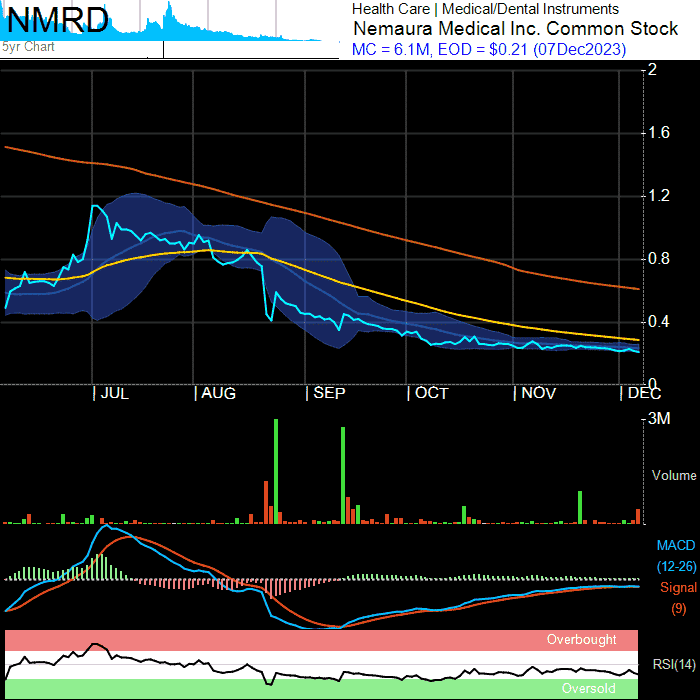 NMRD
5yr Chart
Health Care | Medical/Dental Instruments
Nemaura Medical Inc. Common Stock
MC = 6.1M, EOD = $0.21 (07Dec2023)
2
1.6
1.2
0.8
0.4
0
| JUL | AUG | SEP | OCT | NOV | DEC
3M
Volume
MACD
(12-26)
Signal
(9)
Overbought
RSI(14)
Oversold